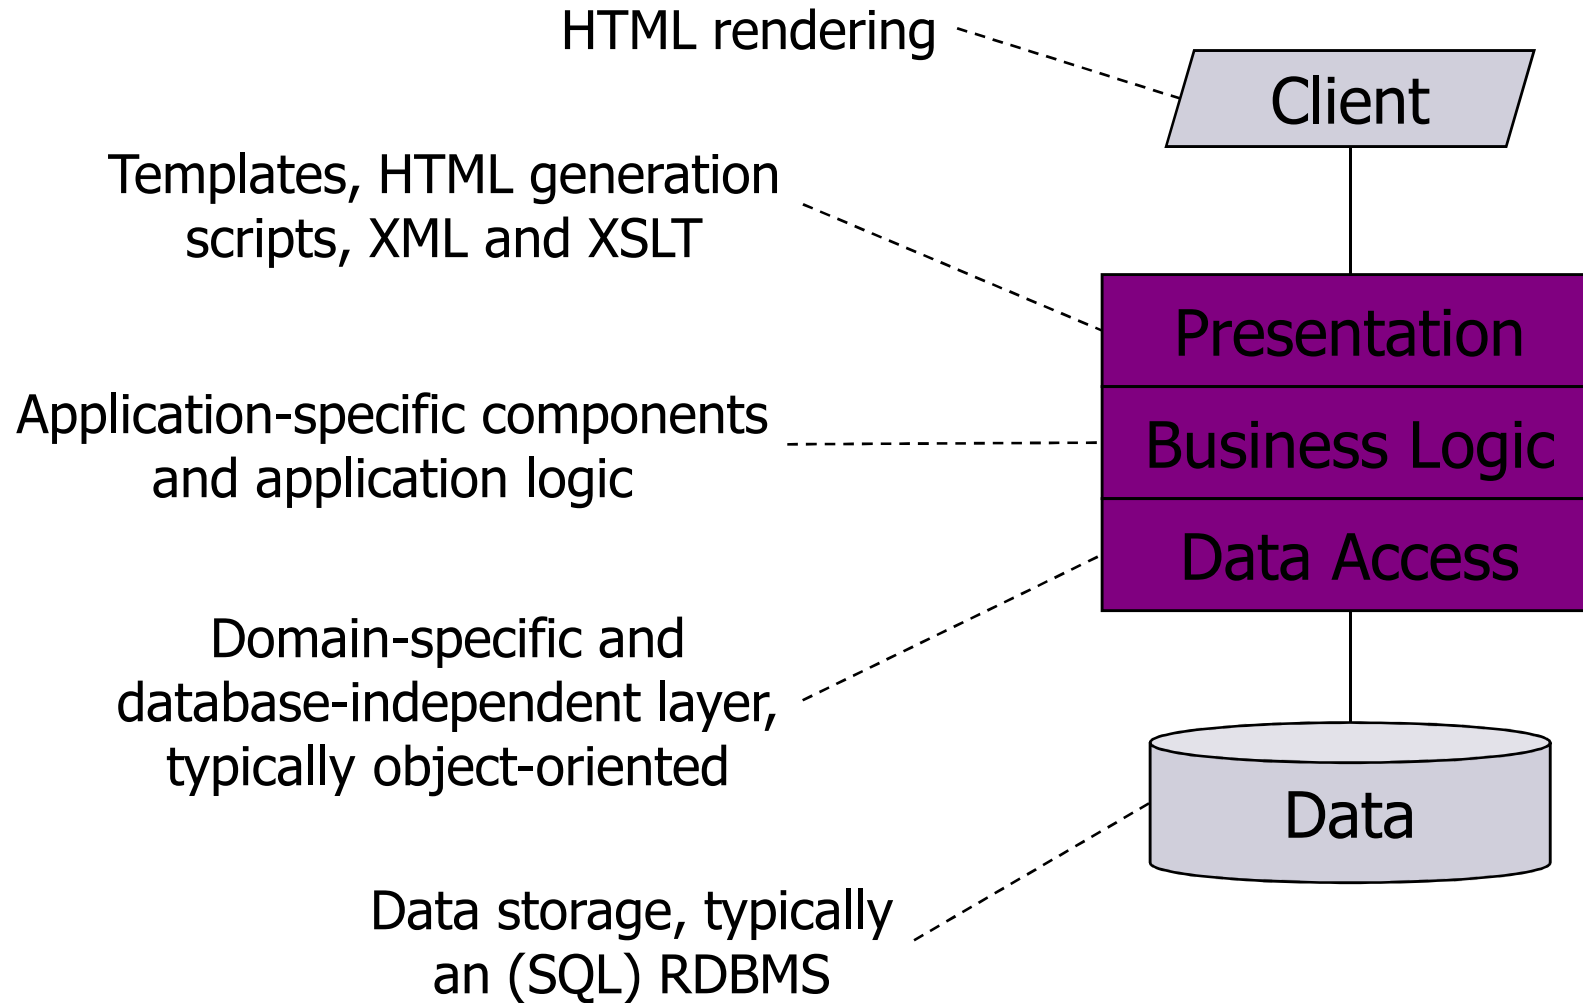 HTML rendering
Client
Templates, HTML generation
scripts, XML and XSLT
Presentation
Application-specific components
and application logic
Business Logic
Data Access
Domain-specific and
database-independent layer,
typically object-oriented
Data
Data storage, typically
an (SQL) RDBMS